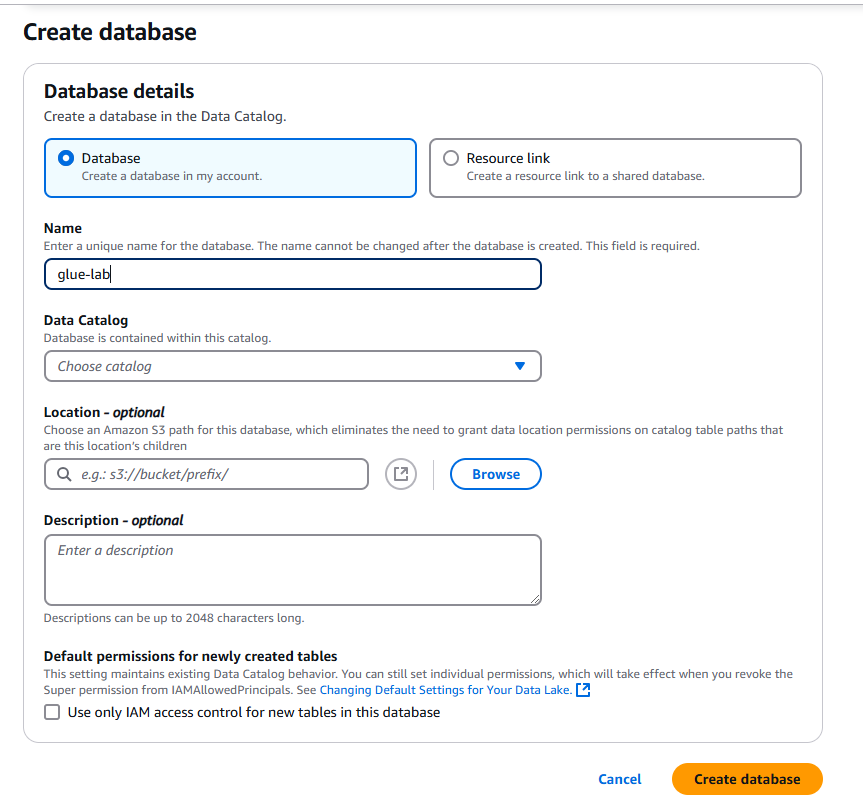 Create database
Database details
Create a database in the Data Catalog.
Database
Create a database in my account.
Resource link
Create a resource link to a shared database.
Name
Enter a unique name for the database. The name cannot be changed after the database is created. This field is required.
glue-lab
Data Catalog
Database is contained within this catalog.
Choose catalog
Location - optional
Choose an Amazon S3 path for this database, which eliminates the need to grant data location permissions on catalog table paths that
are this location's children
e.g.: s3://bucket/prefix/
Browse
Description - optional
Enter a description
Descriptions can be up to 2048 characters long.
Default permissions for newly created tables
This setting maintains existing Data Catalog behavior. You can still set individual permissions, which will take effect when you revoke the
Super permission from IAMAllowedPrincipals. See Changing Default Settings for Your Data Lake.
Use only IAM access control for new tables in this database
Cancel
Create database